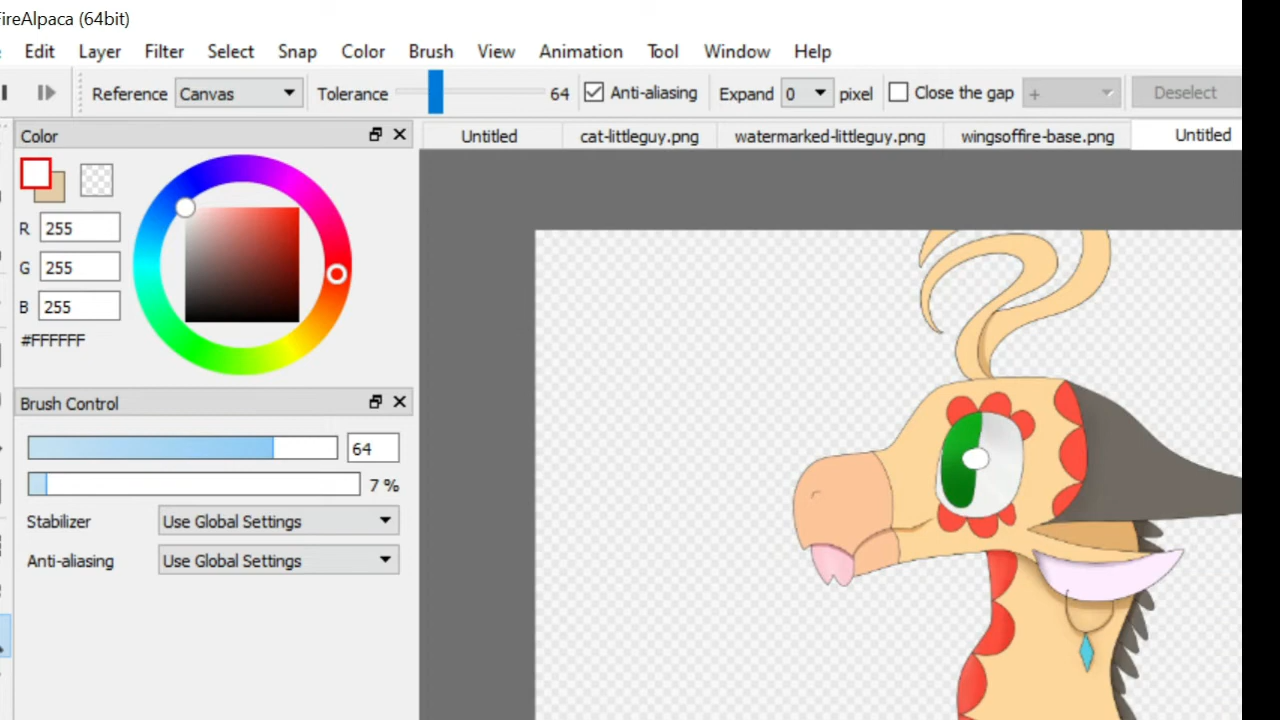 FireAlpaca (64bit)
Edit Layer Filter Select Snap Color Brush View Animation Tool Window Help
Reference Canvas Tolerance 64 Anti-aliasing Expand 0 pixel Close the gap + Deselect
Color Untitled cat-littleguy.png watermarked-littleguy.png wingsoffire-base.png Untitled
R 255
G 255
B 255
#FFFFFF
Brush Control
64
7 %
Stabilizer Use Global Settings
Anti-aliasing Use Global Settings